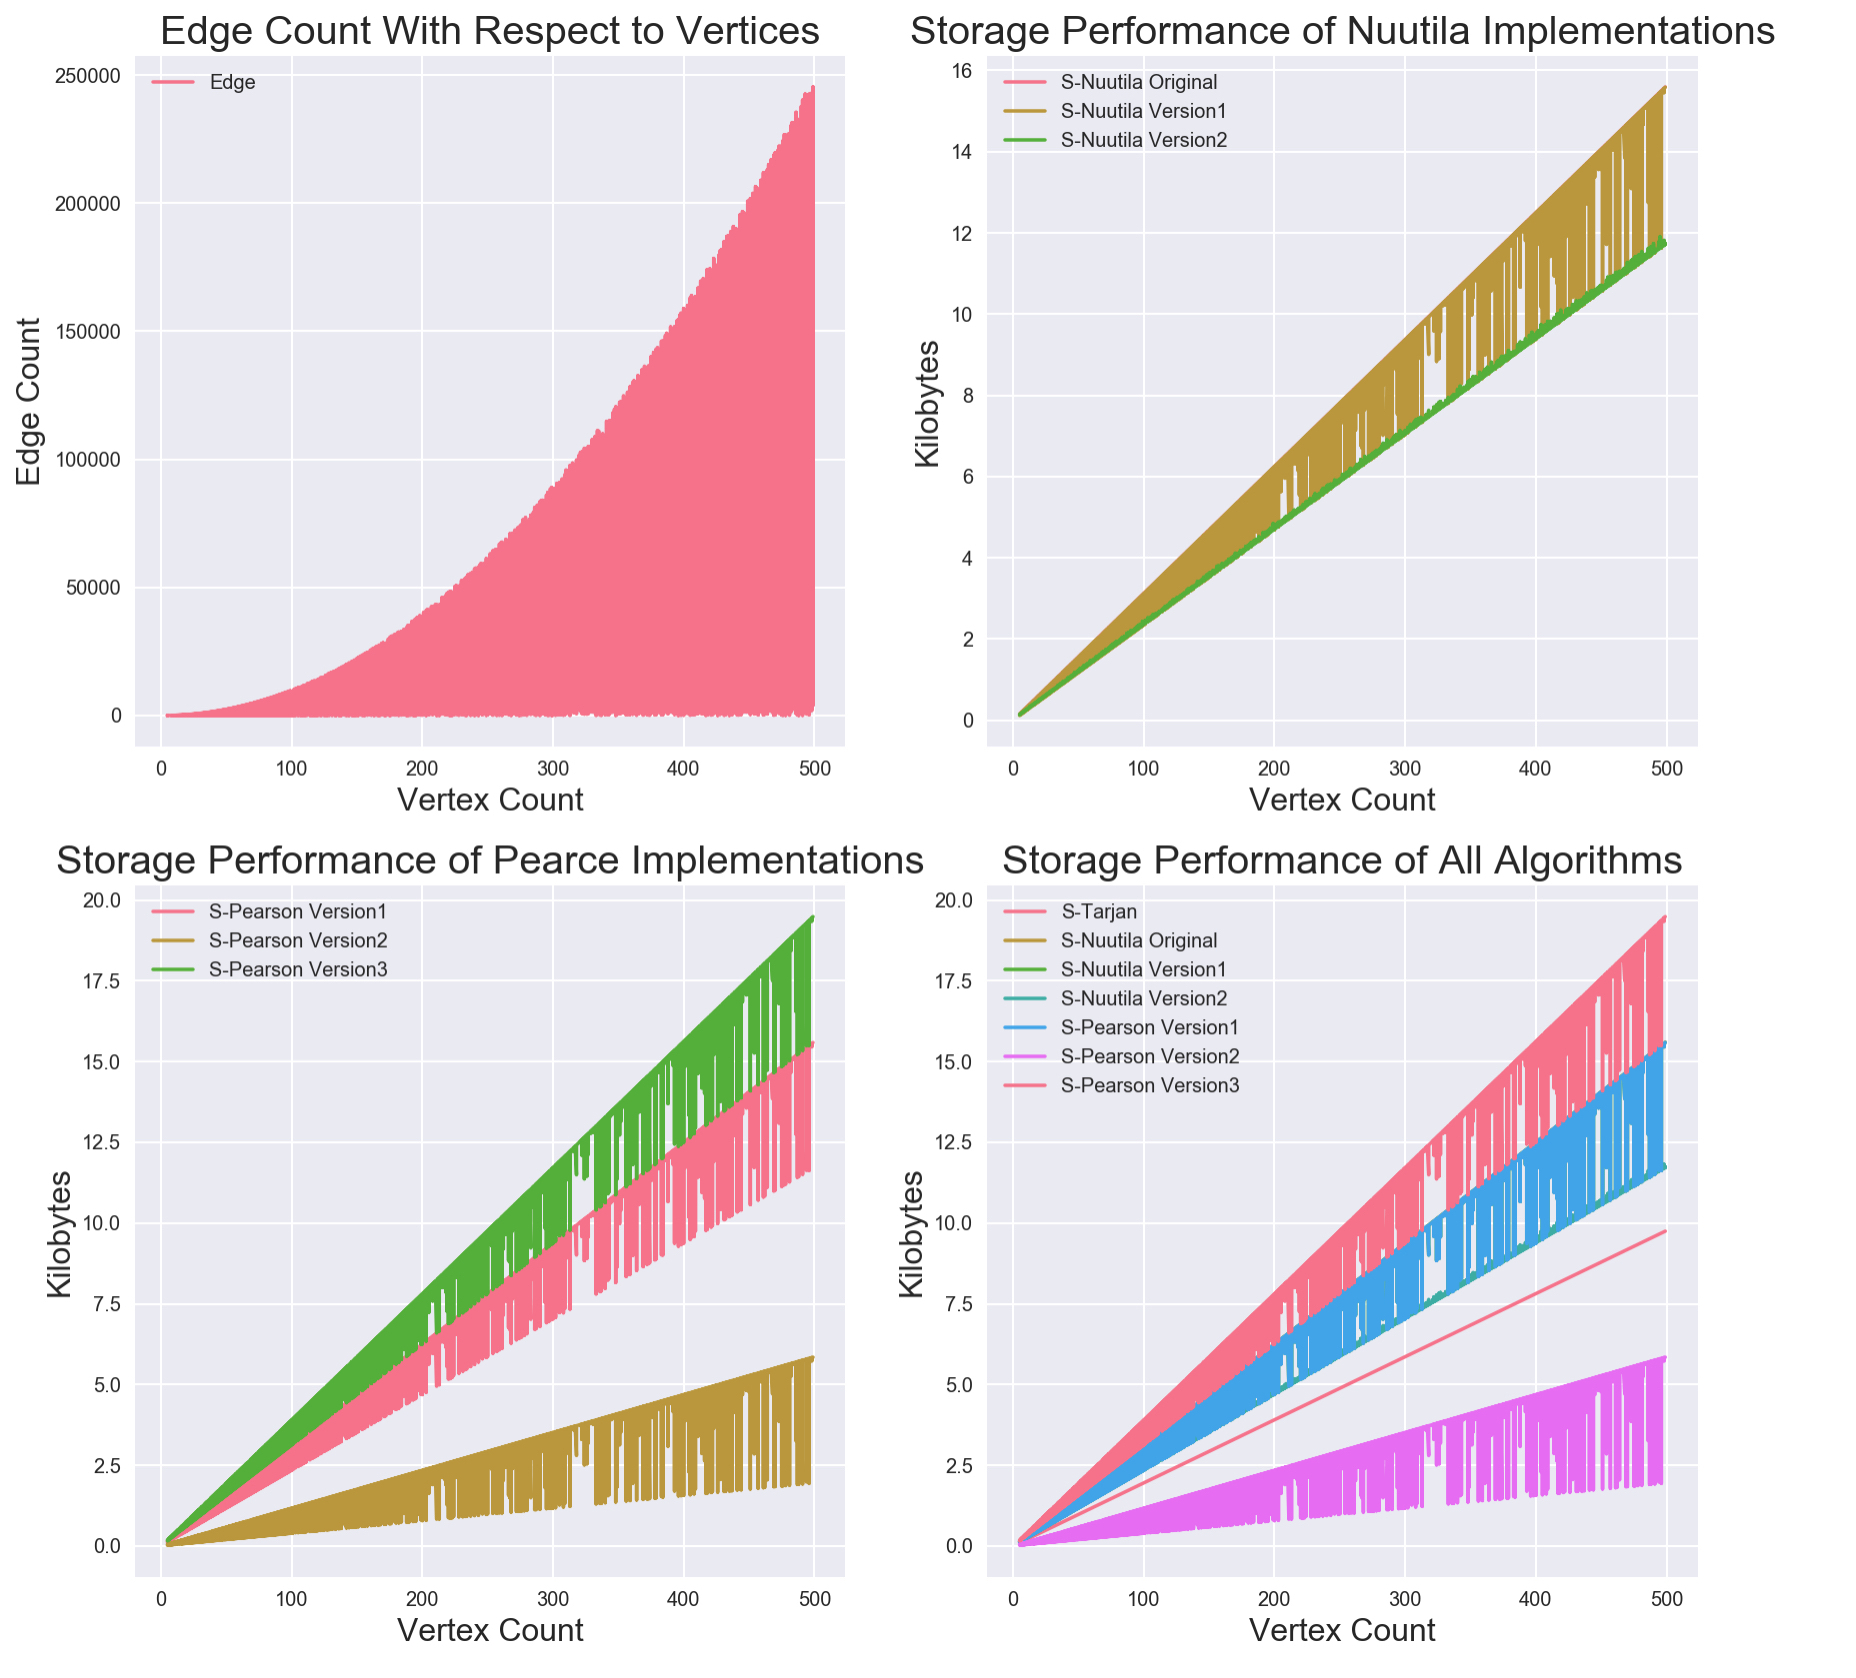 Edge Count With Respect to Vertices
Edge
250000
200000
150000
100000
50000
0
Edge Count
0 100 200 300 400 500
Vertex Count
Storage Performance of Nuutila Implementations
S-Nuutila Original
S-Nuutila Version1
S-Nuutila Version2
16
14
12
10
8
6
4
2
0
Kilobytes
0 100 200 300 400 500
Vertex Count
Storage Performance of Pearce Implementations
S-Pearson Version1
S-Pearson Version2
S-Pearson Version3
20.0
17.5
15.0
12.5
10.0
7.5
5.0
2.5
0.0
Kilobytes
0 100 200 300 400 500
Vertex Count
Storage Performance of All Algorithms
S-Tarjan
S-Nuutila Original
S-Nuutila Version1
S-Nuutila Version2
S-Pearson Version1
S-Pearson Version2
S-Pearson Version3
20.0
17.5
15.0
12.5
10.0
7.5
5.0
2.5
0.0
Kilobytes
0 100 200 300 400 500
Vertex Count